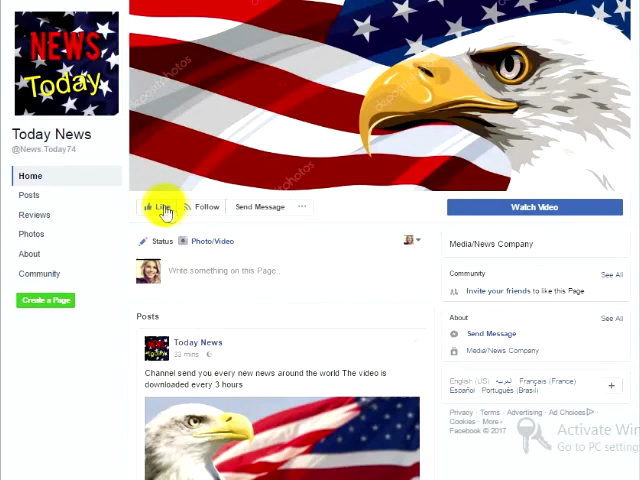 NEWS
Today
depositphotos
depositphotos
depositphotos
Today News
@News.Today74
Home
Posts
Reviews
Photos
About
Community
Create a Page
Like
Follow
Send Message
...
Watch Video
Status
Photo/Video
Write something on this Page..
Media/News Company
Community
See All
Invite your friends to like this Page
About
See All
Send Message
Media/News Company
English (US) · العربية · Français (France) ·
Español · Português (Brasil)
+
Privacy · Terms · Advertising · Ad Choices ·
Cookies · More
Facebook © 2017
Activate Win
Go to PC setting
Posts
Today News
33 mins ·
Channel send you every new news around the world The video is
downloaded every 3 hours